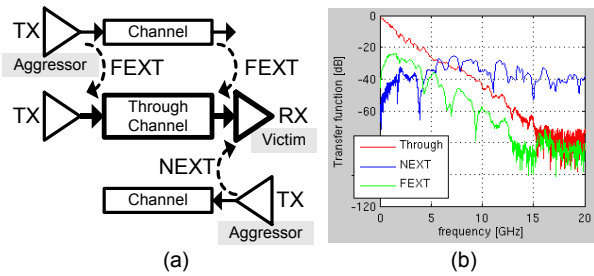 TX
Channel
Aggressor
FEXT
FEXT
TX
Through
Channel
RX
Victim
NEXT
Channel
TX
Aggressor
(a)
Transfer function [dB]
0
-20
-40
-60
-80
-120
Through
NEXT
FEXT
0
5
10
15
20
frequency [GHz]
(b)